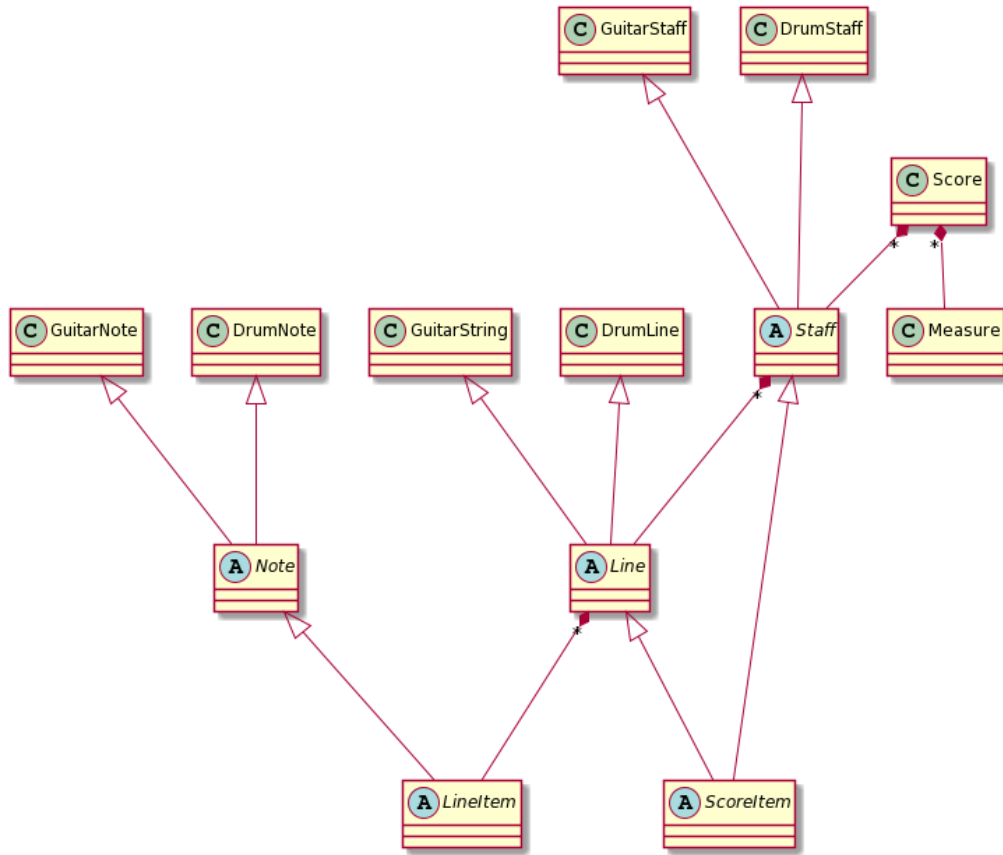 C GuitarStaff
C DrumStaff
C Score
*
*
C GuitarNote
C DrumNote
C GuitarString
C DrumLine
A Staff
C Measure
*
A Note
A Line
*
A LineItem
A ScoreItem